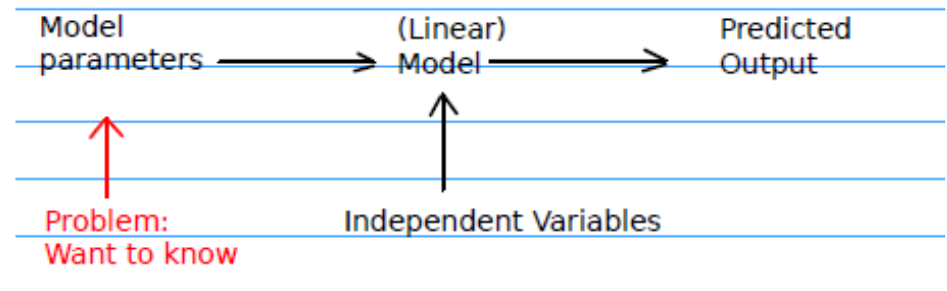 Model
parameters
(Linear)
Model
Predicted
Output
Problem:
Want to know
Independent Variables